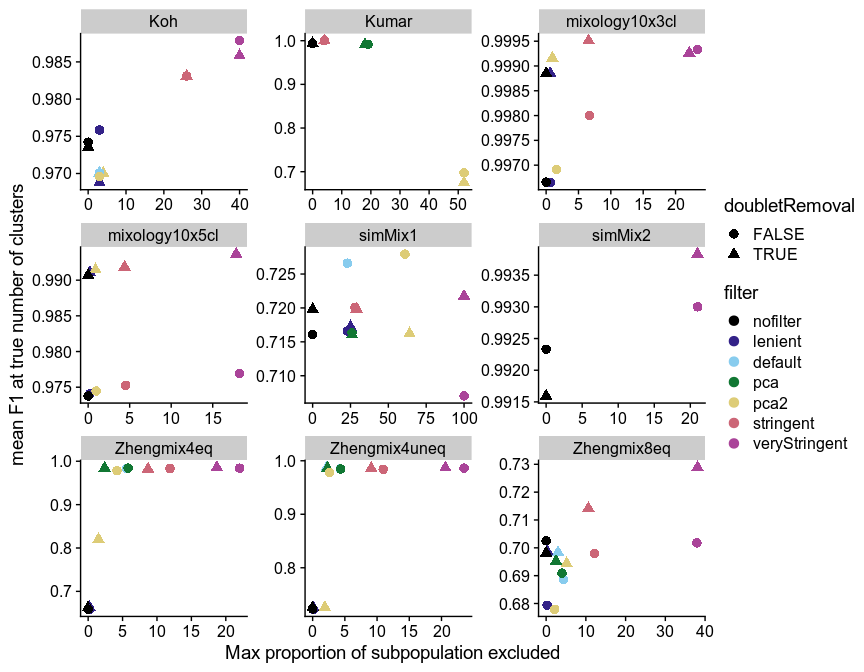 Koh
Kumar
mixology10x3cl
0.985
0.980
0.975
0.970
0 10 20 30 40
1.0
0.9
0.8
0.7
0 10 20 30 40 50
0.9995
0.9990
0.9985
0.9980
0.9975
0.9970
0 10 20
mixology10x5cl
simMix1
simMix2
0.990
0.985
0.980
0.975
0 5 10 15
0.725
0.720
0.715
0.710
0 25 50 75 100
0.9935
0.9930
0.9925
0.9920
0.9915
0 5 10 15 20
Zhengmix4eq
Zhengmix4uneq
Zhengmix8eq
1.0
0.9
0.8
0.7
0 5 10 15 20
1.0
0.9
0.8
0 5 10 15 20
0.73
0.72
0.71
0.70
0.69
0.68
0 10 20 30 40
mean F1 at true number of clusters
Max proportion of subpopulation excluded
doubletRemoval
FALSE
TRUE
filter
nofilter
lenient
default
pca
pca2
stringent
veryStringent